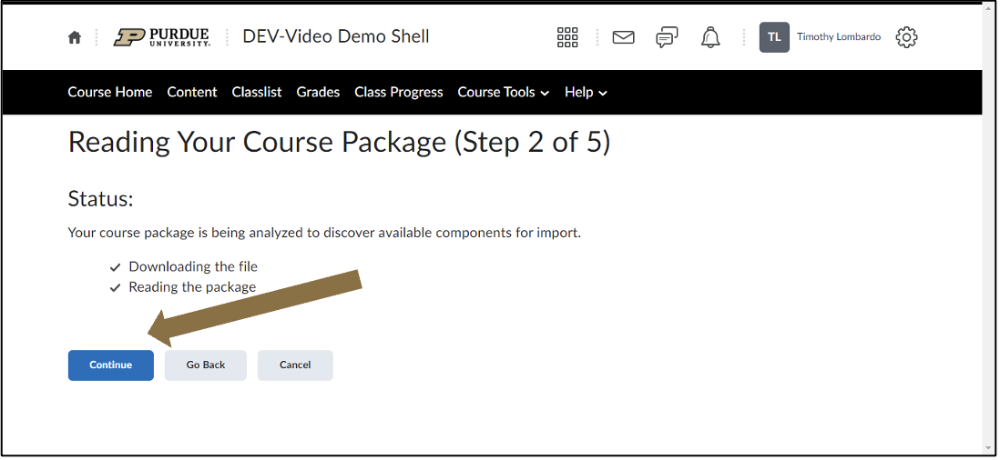 PURDUE UNIVERSITY. DEV-Video Demo Shell TL Timothy Lombardo
Course Home Content Classlist Grades Class Progress Course Tools Help
Reading Your Course Package (Step 2 of 5)
Status:
Your course package is being analyzed to discover available components for import.
Downloading the file
Reading the package
Continue Go Back Cancel